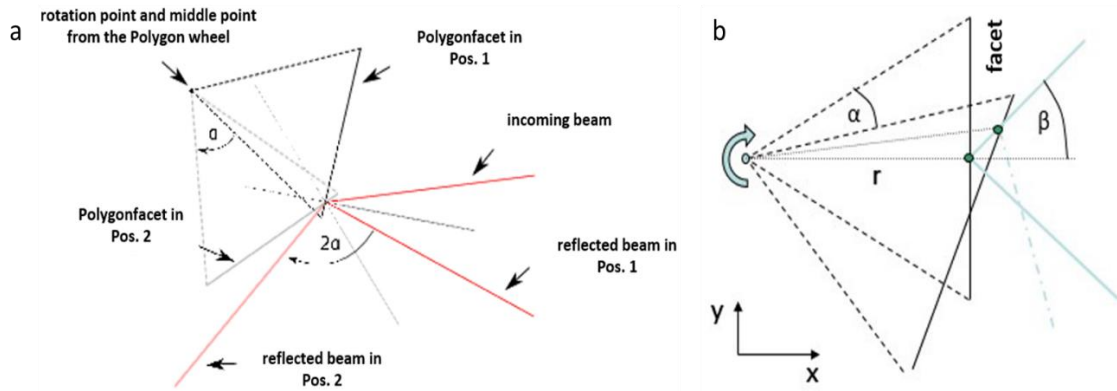 a
rotation point and middle point
from the Polygon wheel
Polygonfacet in
Pos. 1
incoming beam
α
Polygonfacet in
Pos. 2
2α
reflected beam in
Pos. 1
reflected beam in
Pos. 2
b
facet
α
β
r
y
x